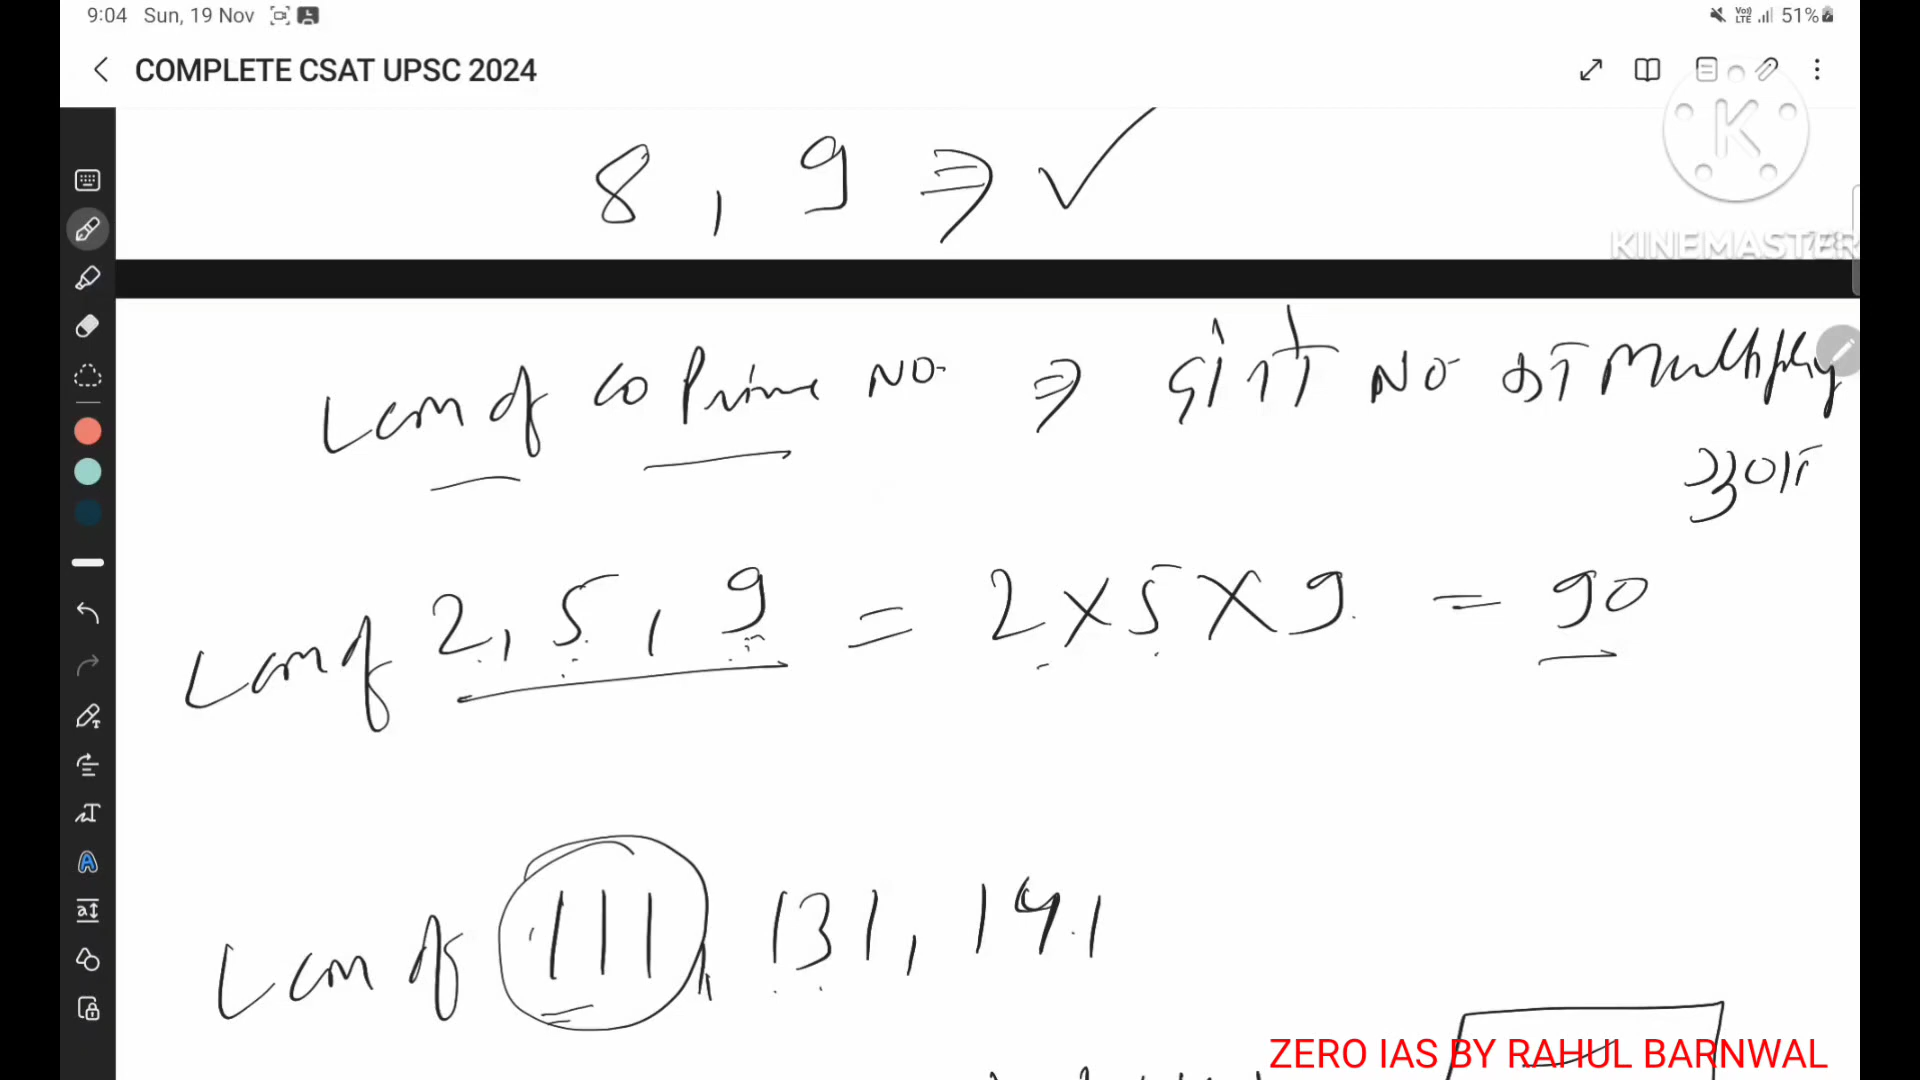 9:04 Sun, 19 Nov VoD LTE 51%
COMPLETE CSAT UPSC 2024
K
KINEMASTER
8, 9 ⇒ ✓
Lcm of co Prime NO. ⇒ NO Multiply
Lcm of 2, 5, 9 = 2 × 5 × 9 = 90
Lcm of 111, 131, 141
ZERO IAS BY RAHUL BARNWAL